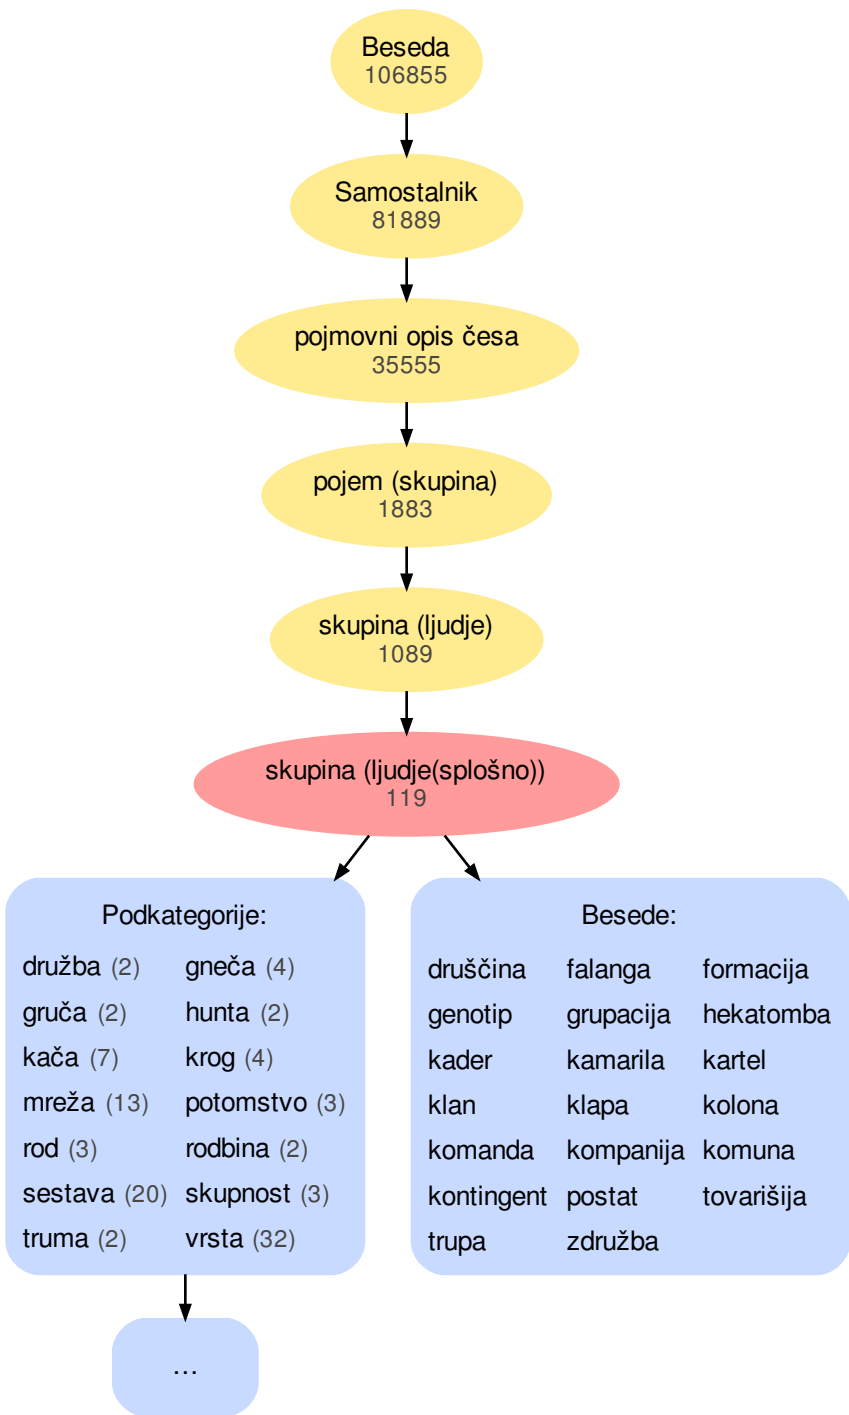 Beseda
106855
Samostalnik
81889
pojmovni opis česa
35555
pojem (skupina)
1883
skupina (ljudje)
1089
skupina (ljudje(splošno))
119
Podkategorije:
družba (2) gneča (4)
gruča (2) hunta (2)
kača (7) krog (4)
mreža (13) potomstvo (3)
rod (3) rodbina (2)
sestava (20) skupnost (3)
truma (2) vrsta (32)
Besede:
druščina falanga formacija
genotip grupacija hekatomba
kader kamarila kartel
klan klapa kolona
komanda kompanija komuna
kontingent postat tovarišija
trupa združba
...